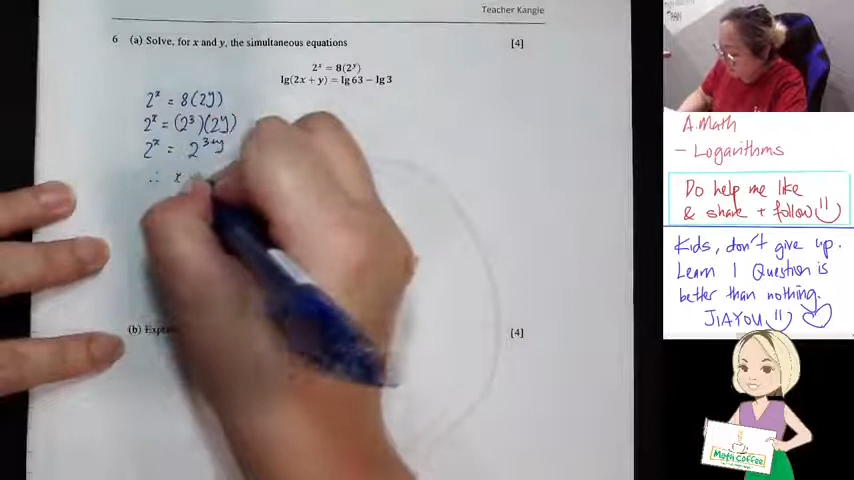 Teacher Kangie
6 (a) Solve, for x and y, the simultaneous equations [4]
2ˣ = 8(2ʸ)
lg(2x + y) = lg 63 − lg 3
2ˣ = 8(2ʸ)
2ˣ = (2³)(2ʸ)
2ˣ = 2³⁺ʸ
∴ x
(b) [4]
A.Math
- Logarithms
Do help me like
& share + follow
Kids, don't give up.
Learn 1 Question is
better than nothing.
JIAYOU
Math Coffee